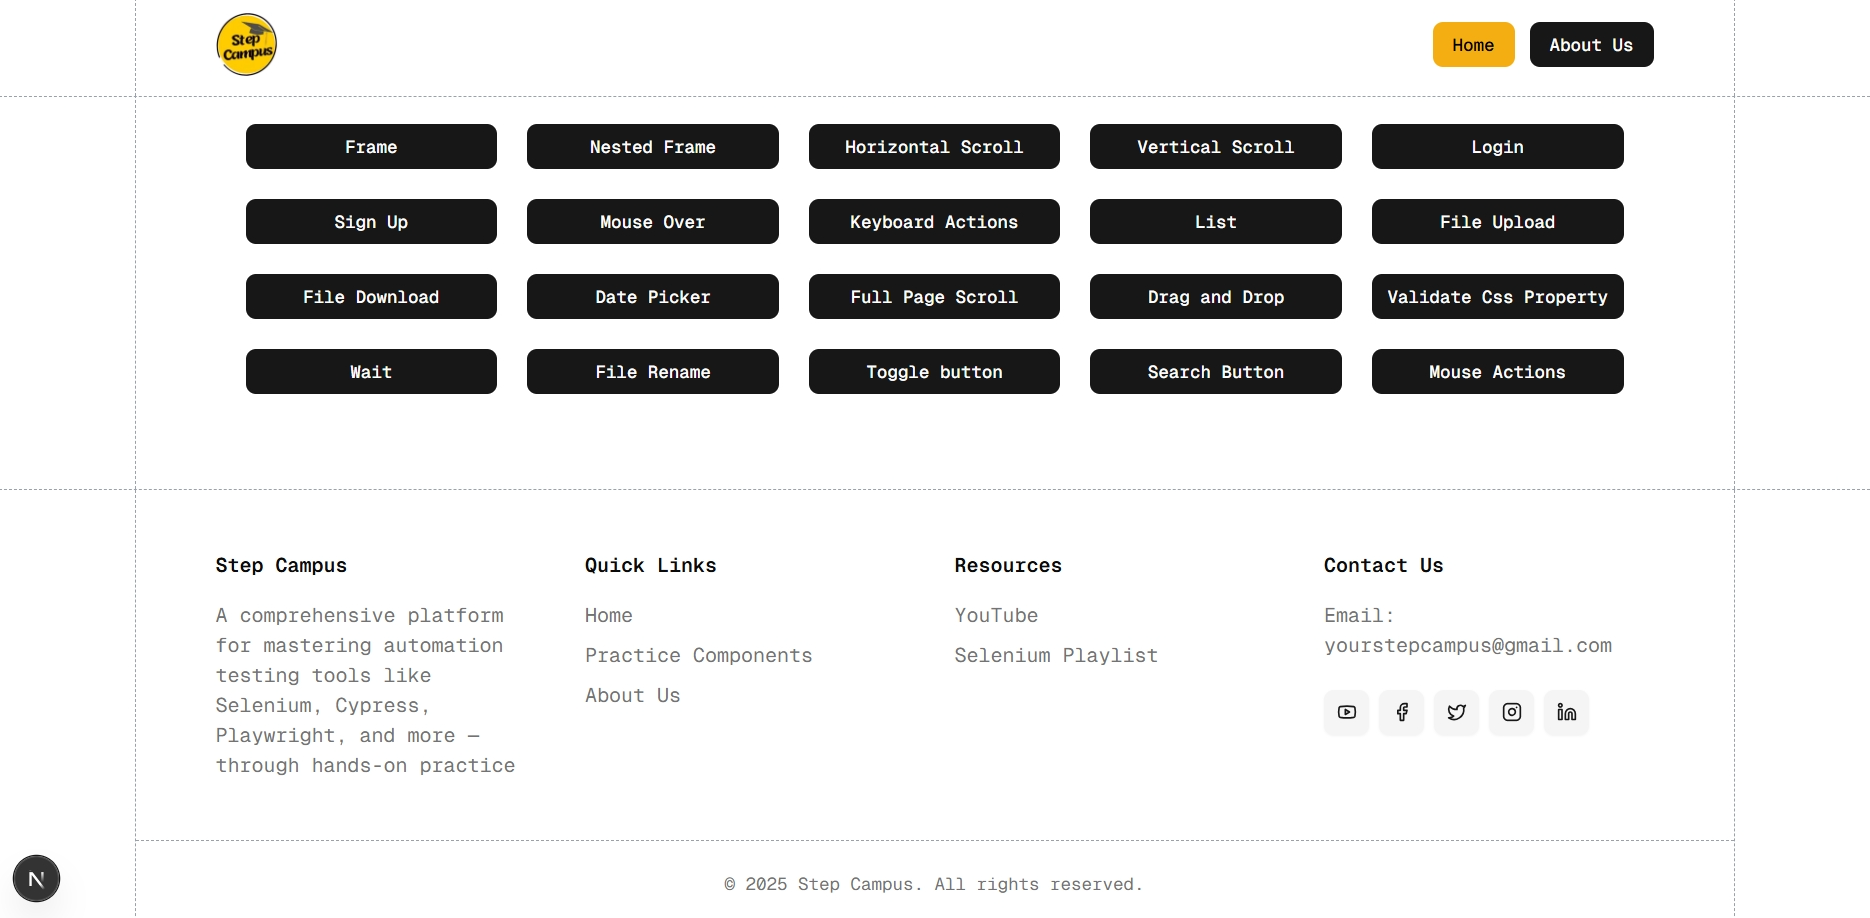 Step
Campus
Home
About Us
Frame
Nested Frame
Horizontal Scroll
Vertical Scroll
Login
Sign Up
Mouse Over
Keyboard Actions
List
File Upload
File Download
Date Picker
Full Page Scroll
Drag and Drop
Validate Css Property
Wait
File Rename
Toggle button
Search Button
Mouse Actions
Step Campus
A comprehensive platform
for mastering automation
testing tools like
Selenium, Cypress,
Playwright, and more —
through hands-on practice
Quick Links
Home
Practice Components
About Us
Resources
YouTube
Selenium Playlist
Contact Us
Email:
yourstepcampus@gmail.com
N
© 2025 Step Campus. All rights reserved.